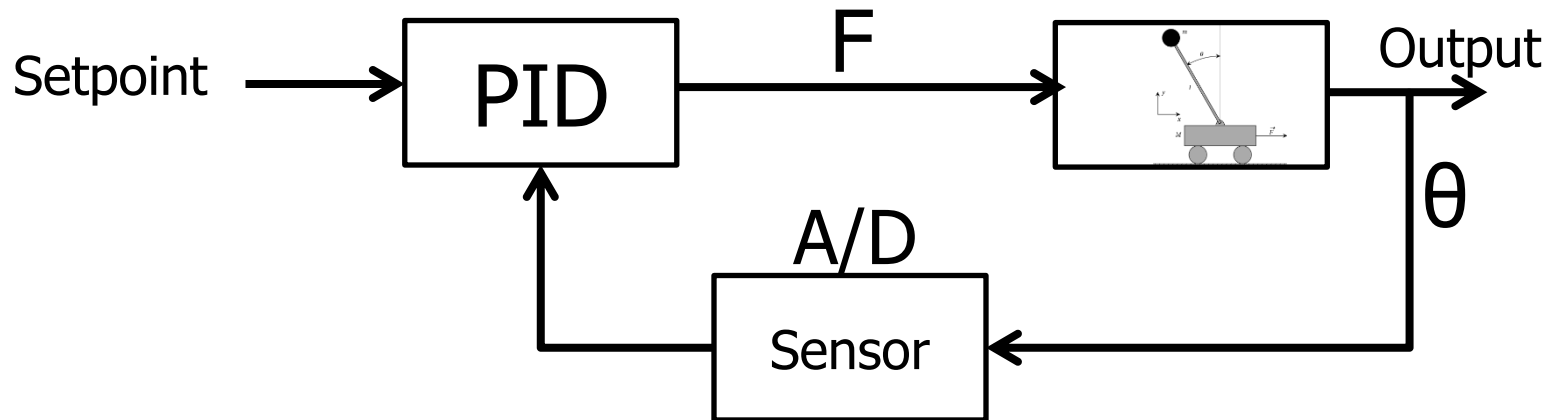 Setpoint
PID
F
m
θ
l
y
x
M
F
Output
θ
A/D
Sensor